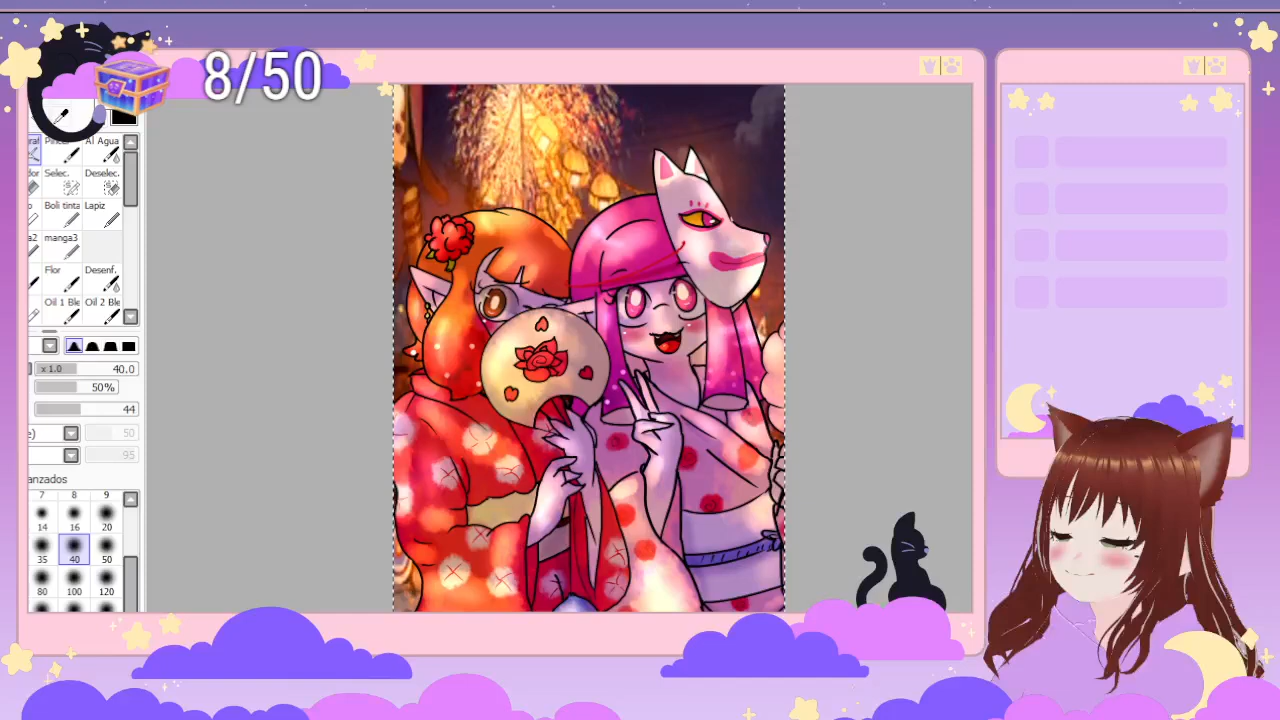 8/50
Al Agua
Selec. Deselec.
Boli tinta Lapiz
a2 manga3
Flor Desenf.
Oil 1 Ble Oil 2 Ble
x 1.0 40.0
50%
44
50
95
anzados
7 8 9
14 16 20
35 40 50
80 100 120